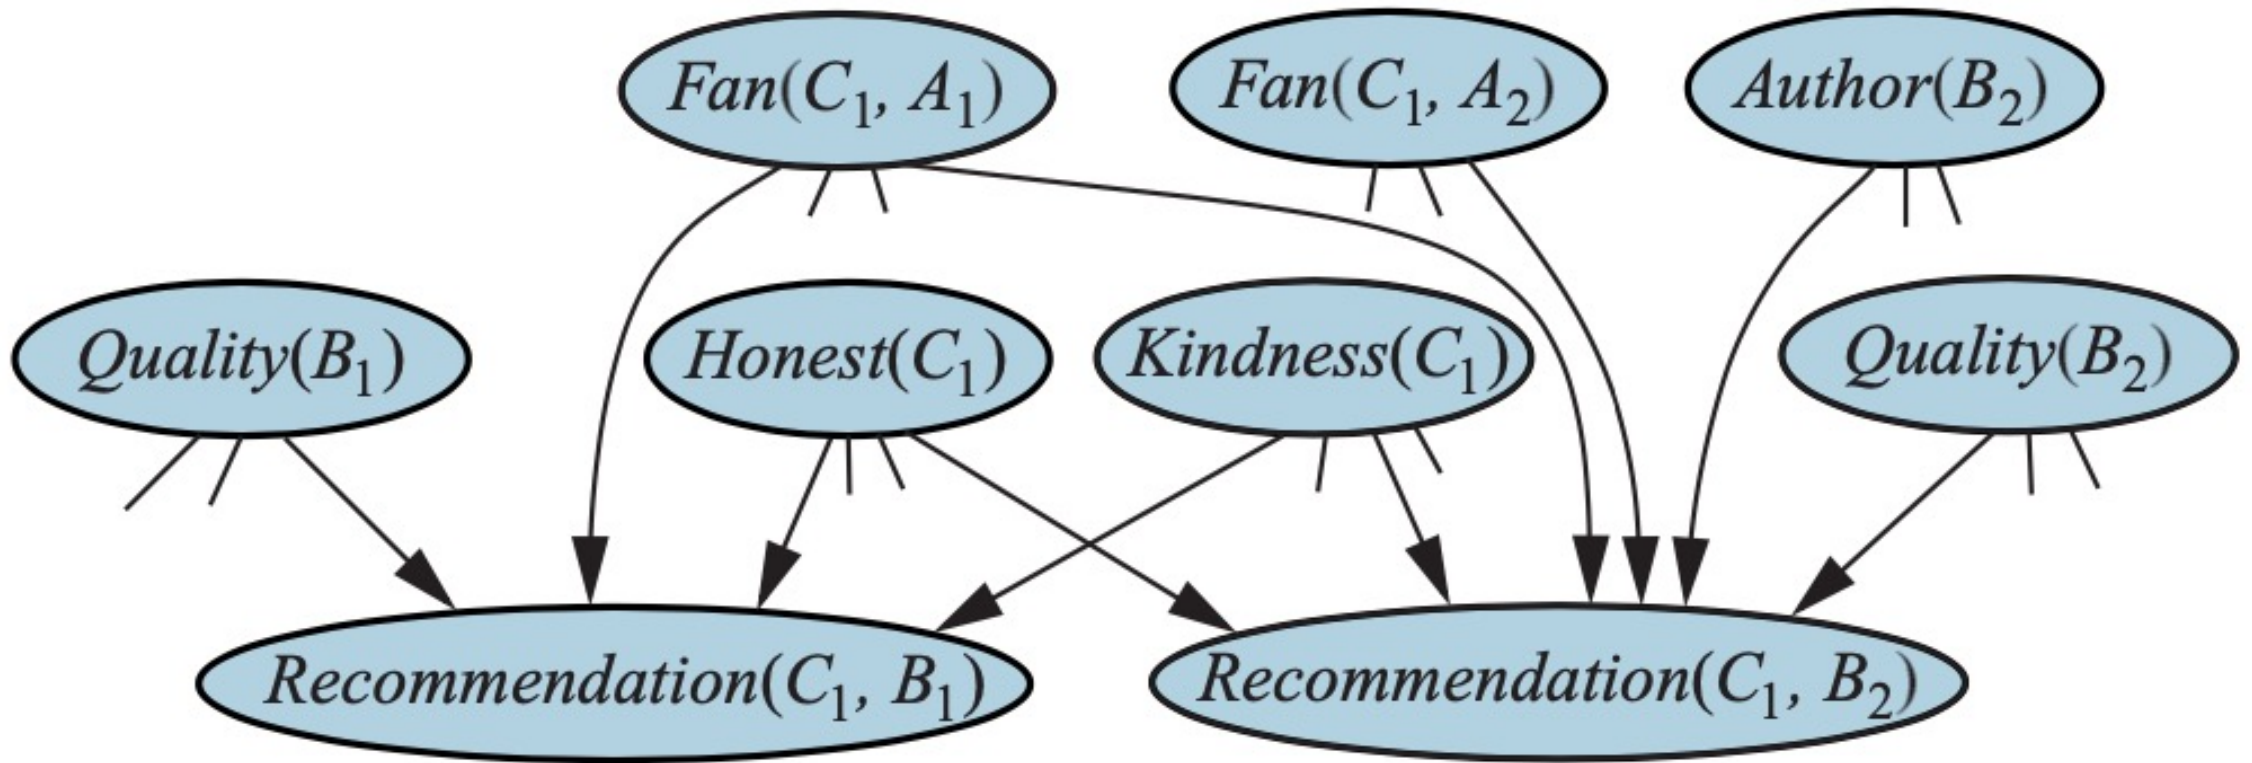 Fan(C₁, A₁) Fan(C₁, A₂) Author(B₂)
Quality(B₁) Honest(C₁) Kindness(C₁) Quality(B₂)
Recommendation(C₁, B₁) Recommendation(C₁, B₂)